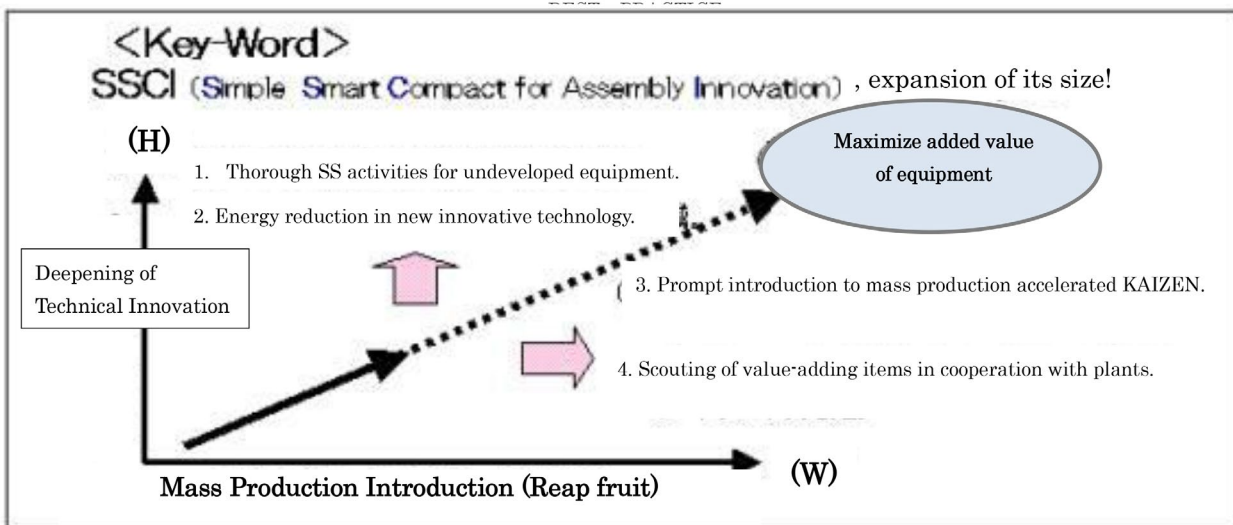 <Key-Word>
SSCI (Simple Smart Compact for Assembly Innovation) , expansion of its size!
(H)
Maximize added value
of equipment
1. Thorough SS activities for undeveloped equipment.
2. Energy reduction in new innovative technology.
Deepening of
Technical Innovation
3. Prompt introduction to mass production accelerated KAIZEN.
4. Scouting of value-adding items in cooperation with plants.
(W)
Mass Production Introduction (Reap fruit)